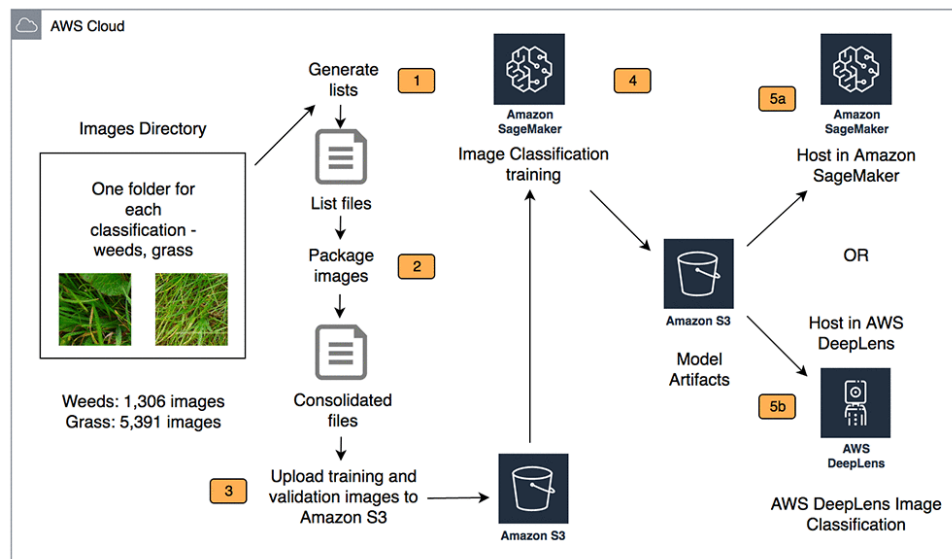 AWS Cloud
Images Directory
One folder for
each
classification -
weeds, grass
Weeds: 1,306 images
Grass: 5,391 images
Generate
lists
1
List files
Package
images
2
Consolidated
files
3
Upload training and
validation images to
Amazon S3
Amazon S3
Amazon
SageMaker
4
Image Classification
training
Amazon S3
Model
Artifacts
5a
Amazon
SageMaker
Host in Amazon
SageMaker
OR
Host in AWS
DeepLens
5b
AWS
DeepLens
AWS DeepLens Image
Classification